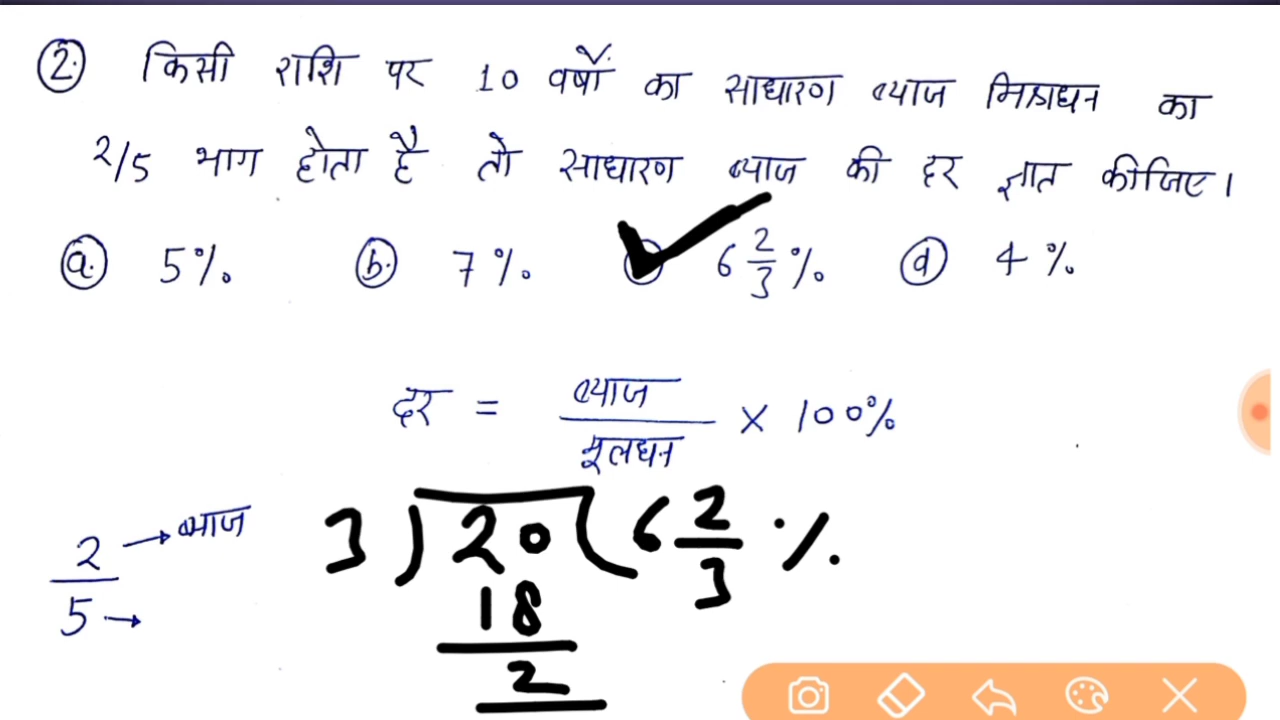 2. किसी राशि पर 10 वर्षों का साधारण ब्याज मिश्रधन का
2/5 भाग होता है तो साधारण ब्याज की दर ज्ञात कीजिए।
a. 5% b. 7% 6 2/3 % d 4%
दर = ब्याज / मूलधन × 100%
2/5 → ब्याज
3) 20 ( 6 2/3 %
18
2